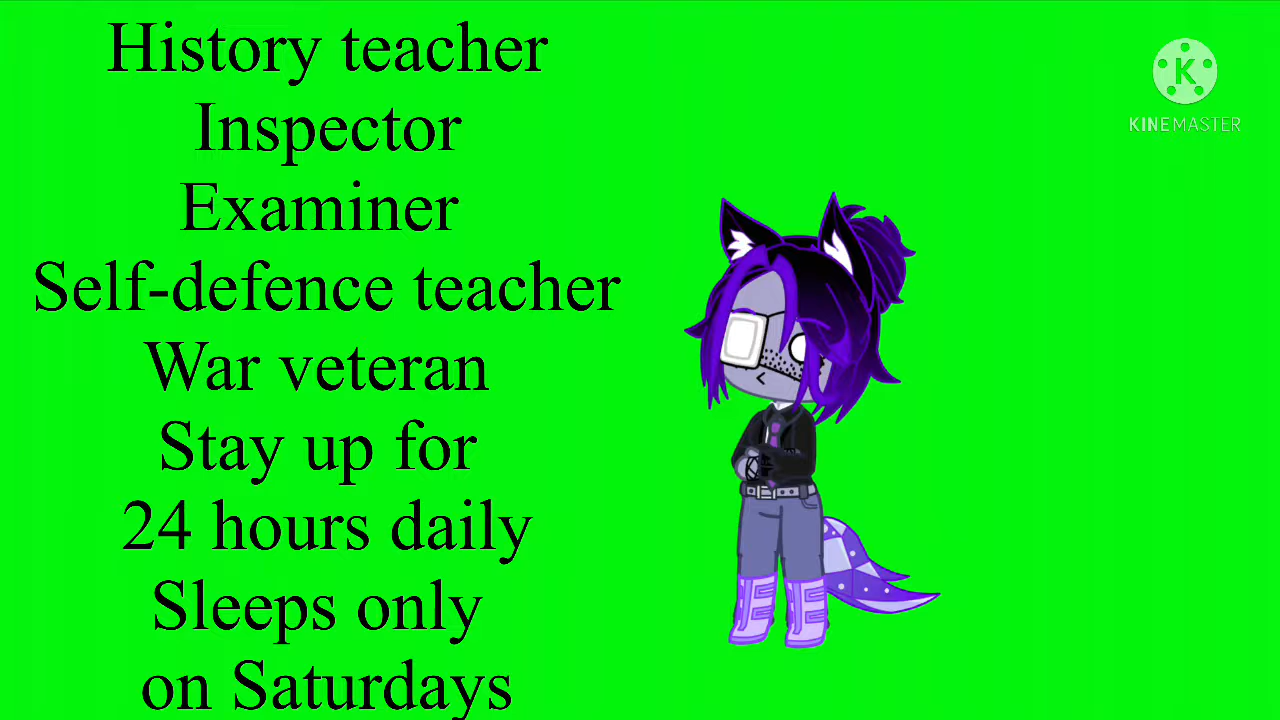 History teacher
Inspector
Examiner
Self-defence teacher
War veteran
Stay up for
24 hours daily
Sleeps only
on Saturdays
K
KINEMASTER